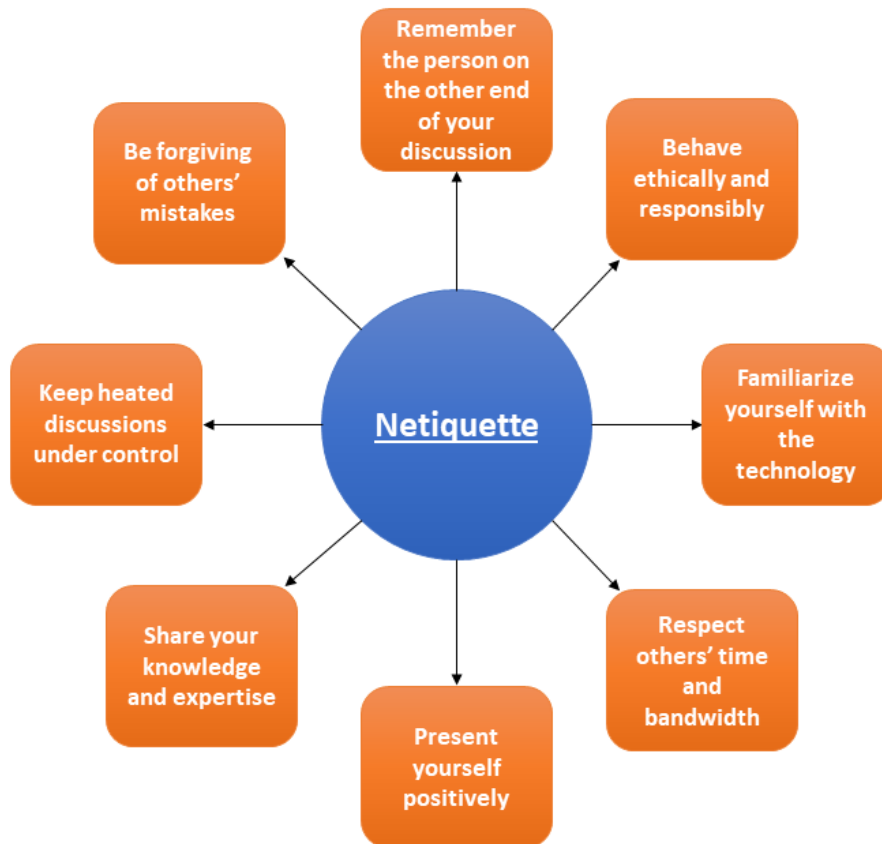 Remember
the person on
the other end
of your
discussion
Behave
ethically and
responsibly
Familiarize
yourself with
the
technology
Respect
others’ time
and
bandwidth
Present
yourself
positively
Share your
knowledge
and expertise
Keep heated
discussions
under control
Be forgiving
of others’
mistakes
Netiquette